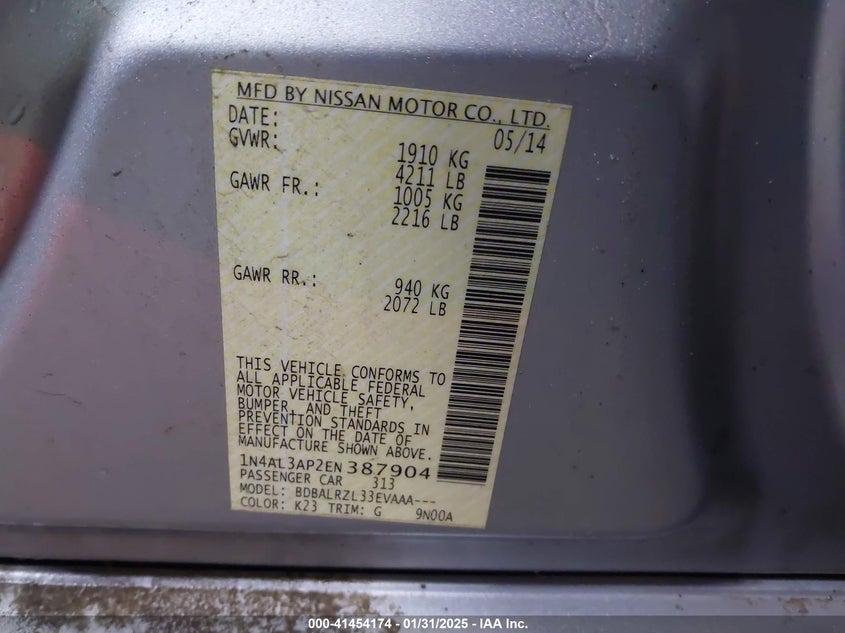 MFD BY NISSAN MOTOR CO., LTD.
DATE: 05/14
GVWR: 1910 KG
4211 LB
GAWR FR.: 1005 KG
2216 LB
GAWR RR.: 940 KG
2072 LB
THIS VEHICLE CONFORMS TO
ALL APPLICABLE FEDERAL
MOTOR VEHICLE SAFETY,
BUMPER, AND THEFT
PREVENTION STANDARDS IN
EFFECT ON THE DATE OF
MANUFACTURE SHOWN ABOVE.
1N4AL3AP2EN387904
PASSENGER CAR 313
MODEL: BDBALRZL33EVAAA---
COLOR: K23 TRIM: G 9N00A
000-41454174 - 01/31/2025 - IAA Inc.